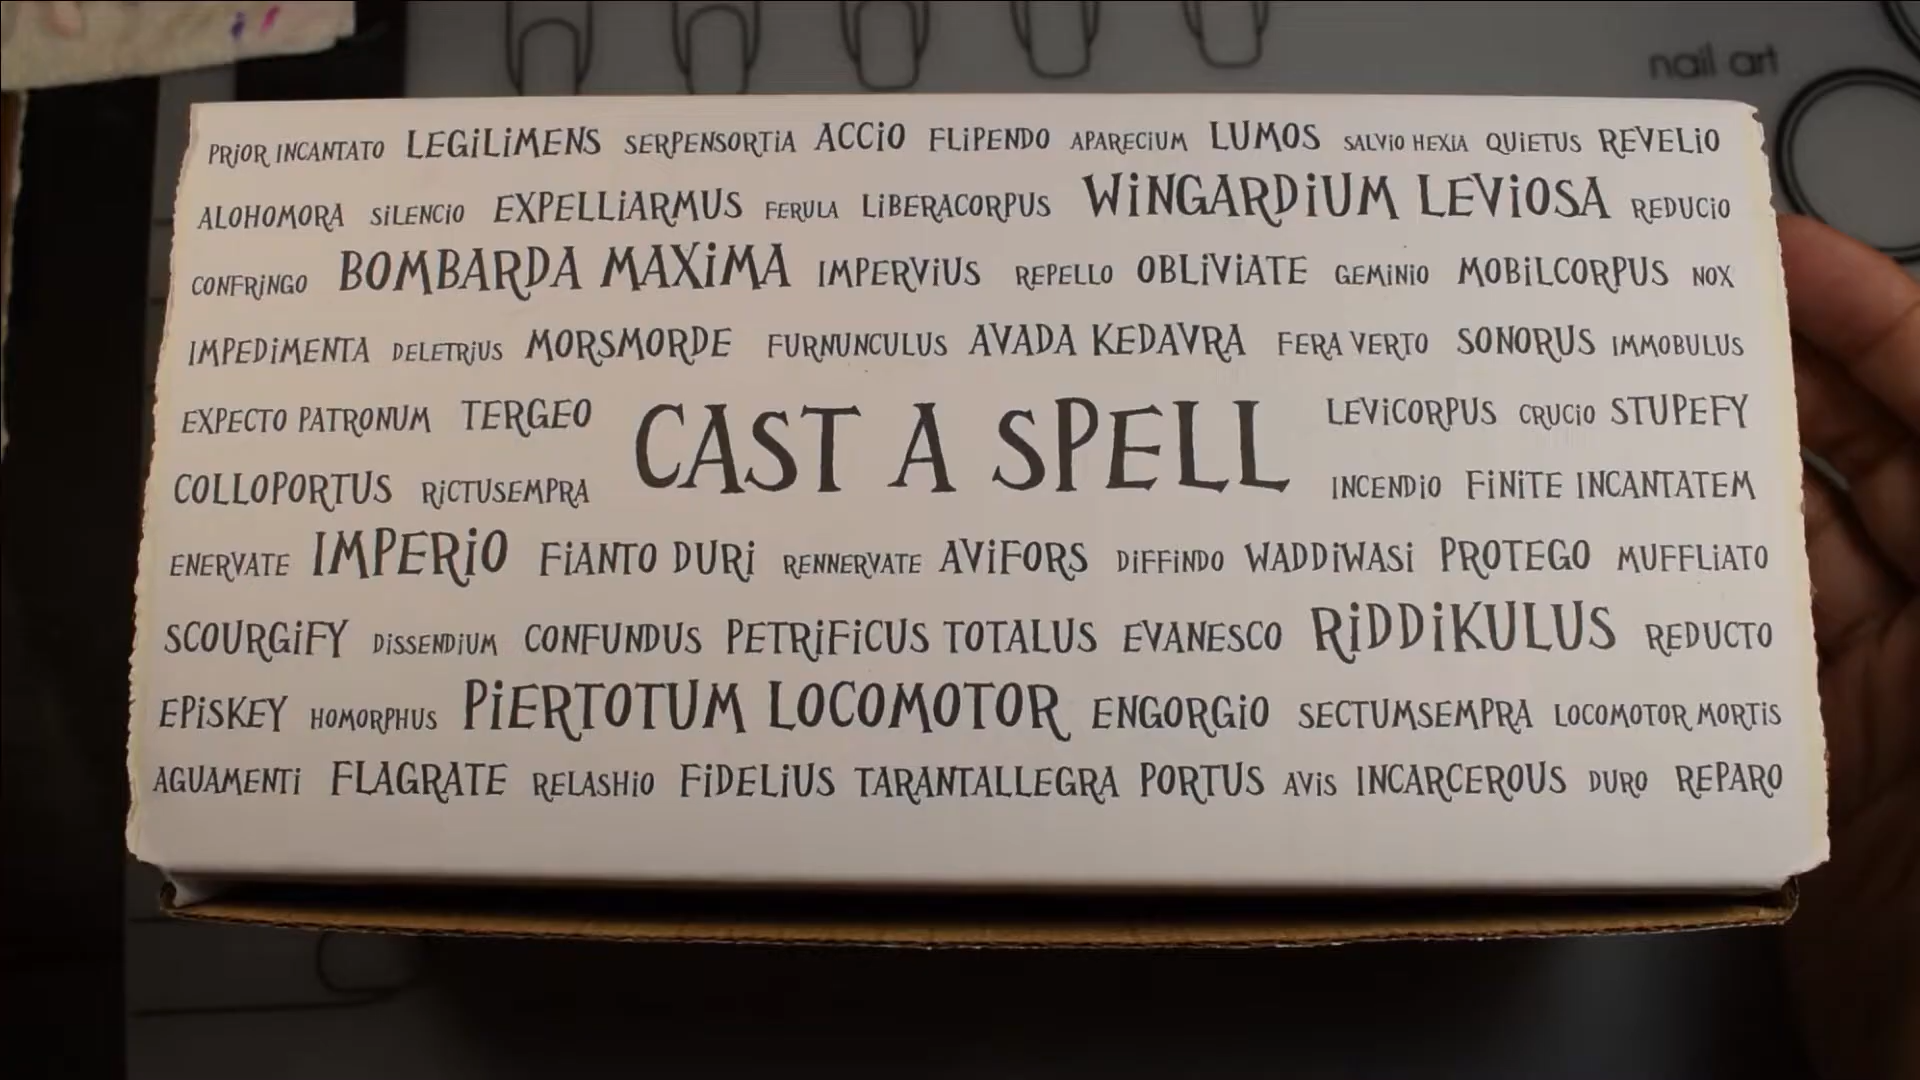 nail art
PRIOR INCANTATO LEGILIMENS SERPENSORTIA ACCIO FLIPENDO APARECIUM LUMOS SALVIO HEXIA QUIETUS REVELIO
ALOHOMORA SILENCIO EXPELLIARMUS FERULA LIBERACORPUS WINGARDIUM LEVIOSA REDUCIO
CONFRINGO BOMBARDA MAXIMA IMPERVIUS REPELLO OBLIVIATE GEMINIO MOBILCORPUS NOX
IMPEDIMENTA DELETRIUS MORSMORDE FURNUNCULUS AVADA KEDAVRA FERA VERTO SONORUS IMMOBULUS
EXPECTO PATRONUM TERGEO LEVICORPUS CRUCIO STUPEFY
CAST A SPELL
COLLOPORTUS RICTUSEMPRA INCENDIO FINITE INCANTATEM
ENERVATE IMPERIO FIANTO DURI RENNERVATE AVIFORS DIFFINDO WADDIWASI PROTEGO MUFFLIATO
SCOURGIFY DISSENDIUM CONFUNDUS PETRIFICUS TOTALUS EVANESCO RIDDIKULUS REDUCTO
EPISKEY HOMORPHUS PIERTOTUM LOCOMOTOR ENGORGIO SECTUMSEMPRA LOCOMOTOR MORTIS
AGUAMENTI FLAGRATE RELASHIO FIDELIUS TARANTALLEGRA PORTUS AVIS INCARCEROUS DURO REPARO